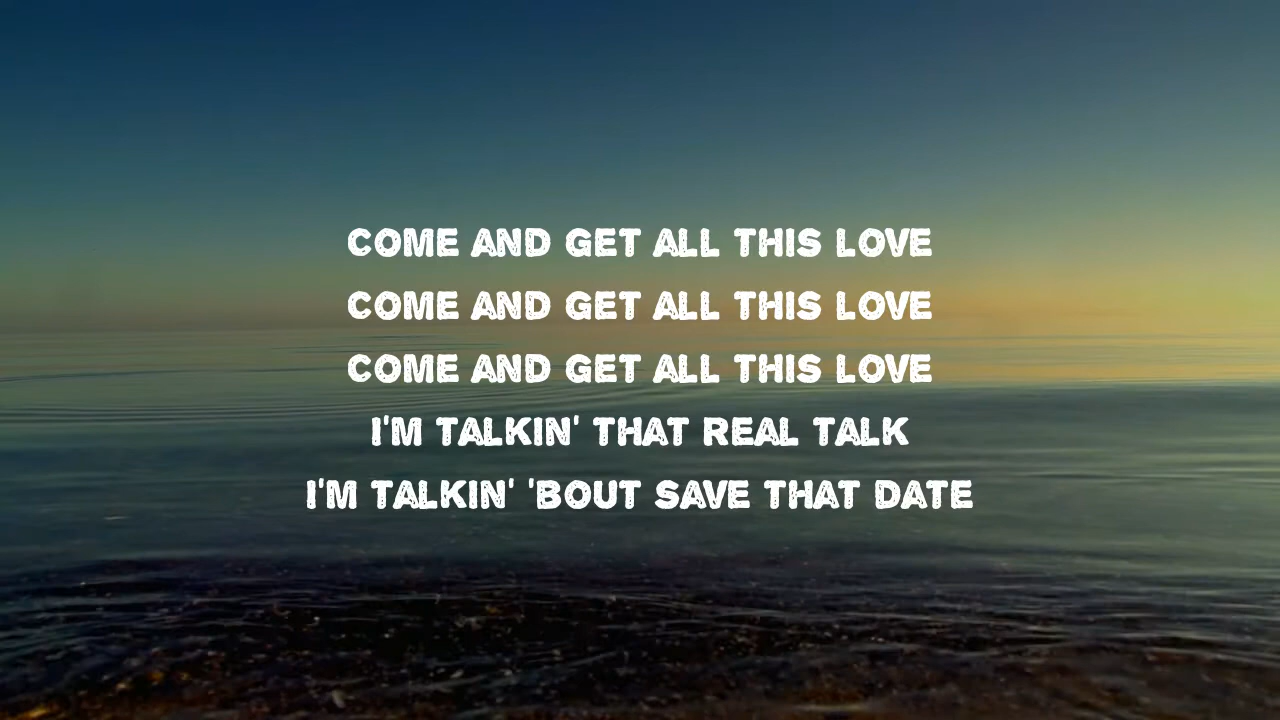 COME AND GET ALL THIS LOVE
COME AND GET ALL THIS LOVE
COME AND GET ALL THIS LOVE
I'M TALKIN' THAT REAL TALK
I'M TALKIN' 'BOUT SAVE THAT DATE